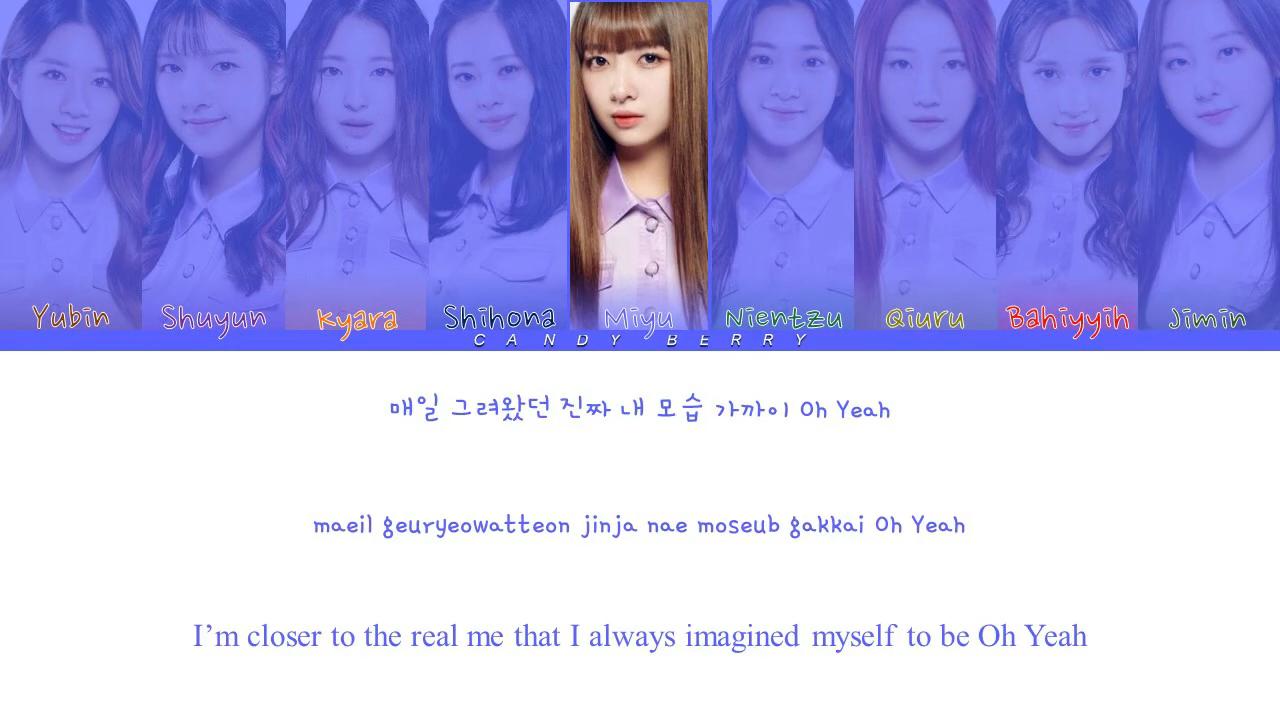 Yubin Shuyun Kyara Shihona Miyu Nientzu Qiuru Bahiyyih Jimin
CANDY BERRY
매일 그려왔던 진짜 내 모습 가까이 Oh Yeah
maeil geuryeowatteon jinja nae moseub gakkai Oh Yeah
I’m closer to the real me that I always imagined myself to be Oh Yeah